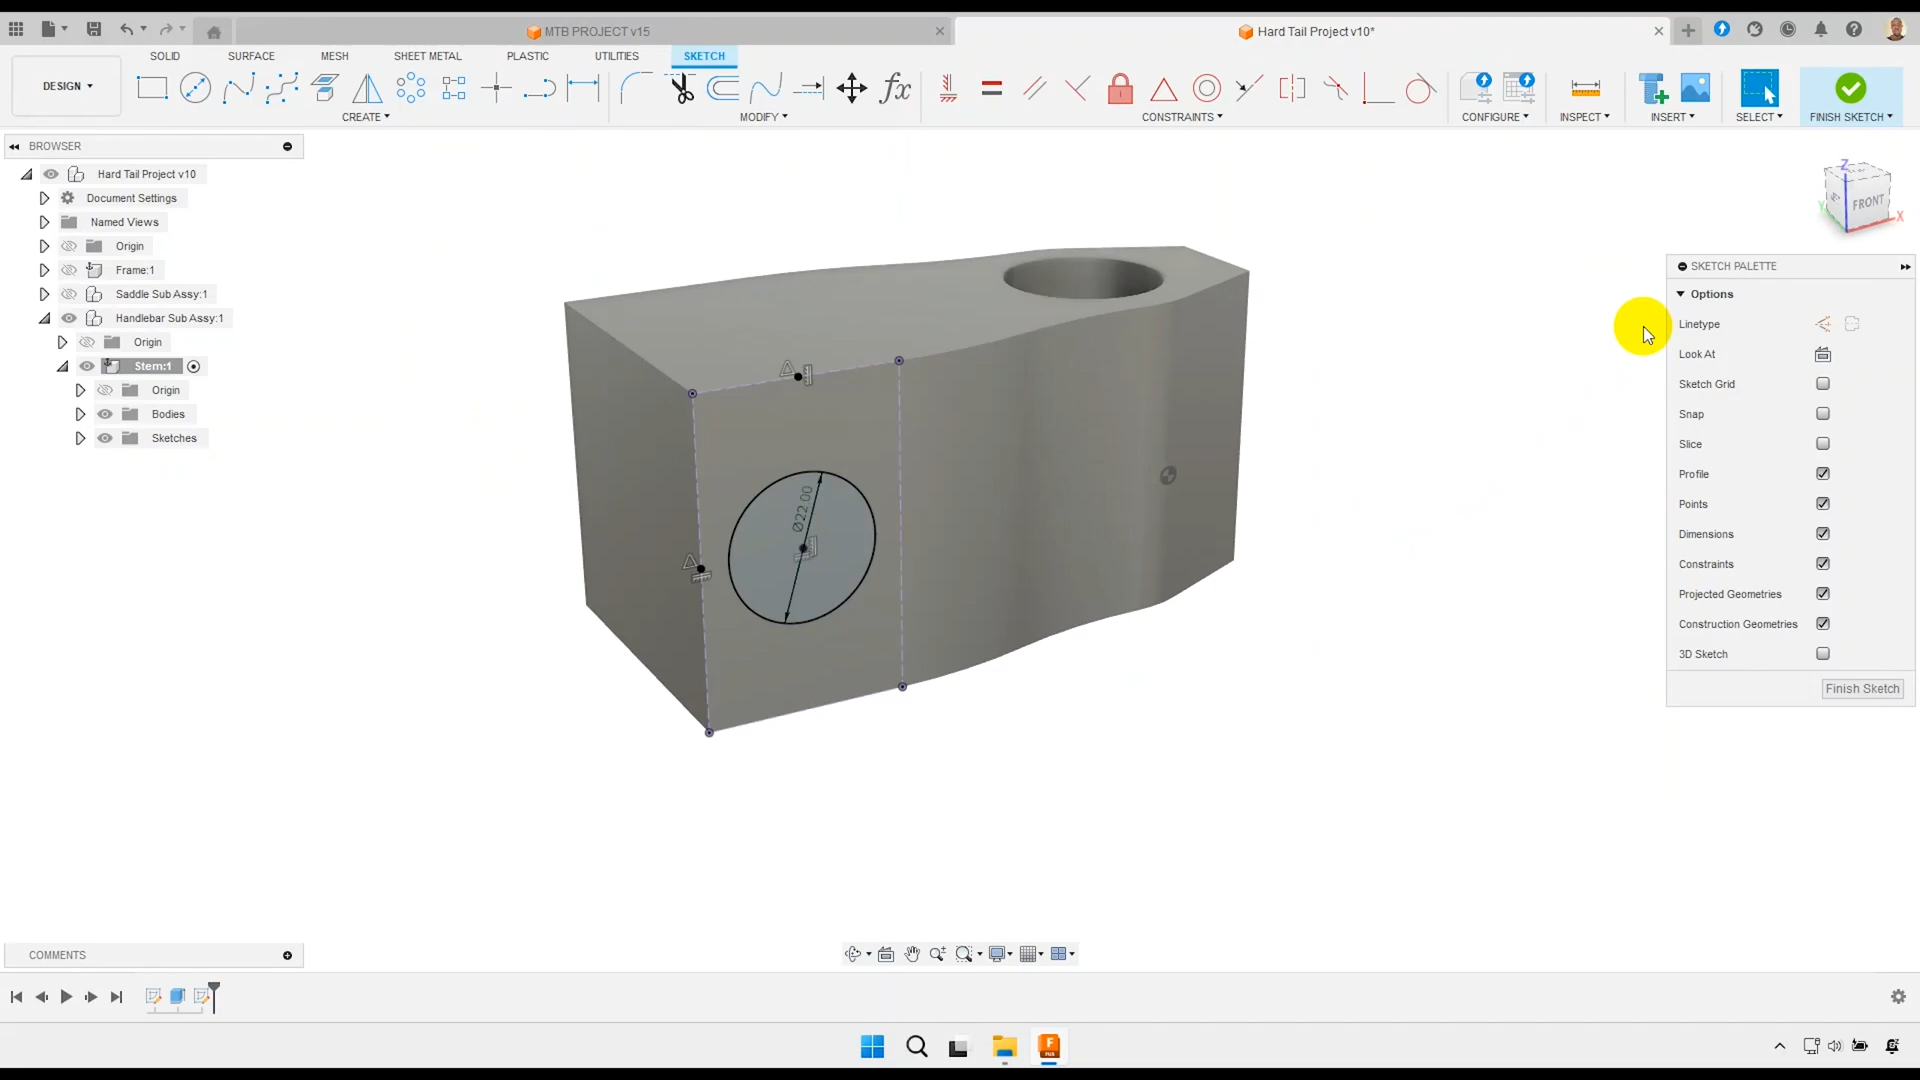 MTB PROJECT v15
Hard Tail Project v10*
SOLID
SURFACE
MESH
SHEET METAL
PLASTIC
UTILITIES
SKETCH
DESIGN
fx
CREATE
MODIFY
CONSTRAINTS
CONFIGURE
INSPECT
INSERT
SELECT
FINISH SKETCH
BROWSER
Hard Tail Project v10
Document Settings
Named Views
Origin
Frame:1
Saddle Sub Assy:1
Handlebar Sub Assy:1
Origin
Stem:1
Origin
Bodies
Sketches
Ø22.00
Z
FRONT
X
Y
SKETCH PALETTE
Options
Linetype
Look At
Sketch Grid
Snap
Slice
Profile
Points
Dimensions
Constraints
Projected Geometries
Construction Geometries
3D Sketch
Finish Sketch
COMMENTS